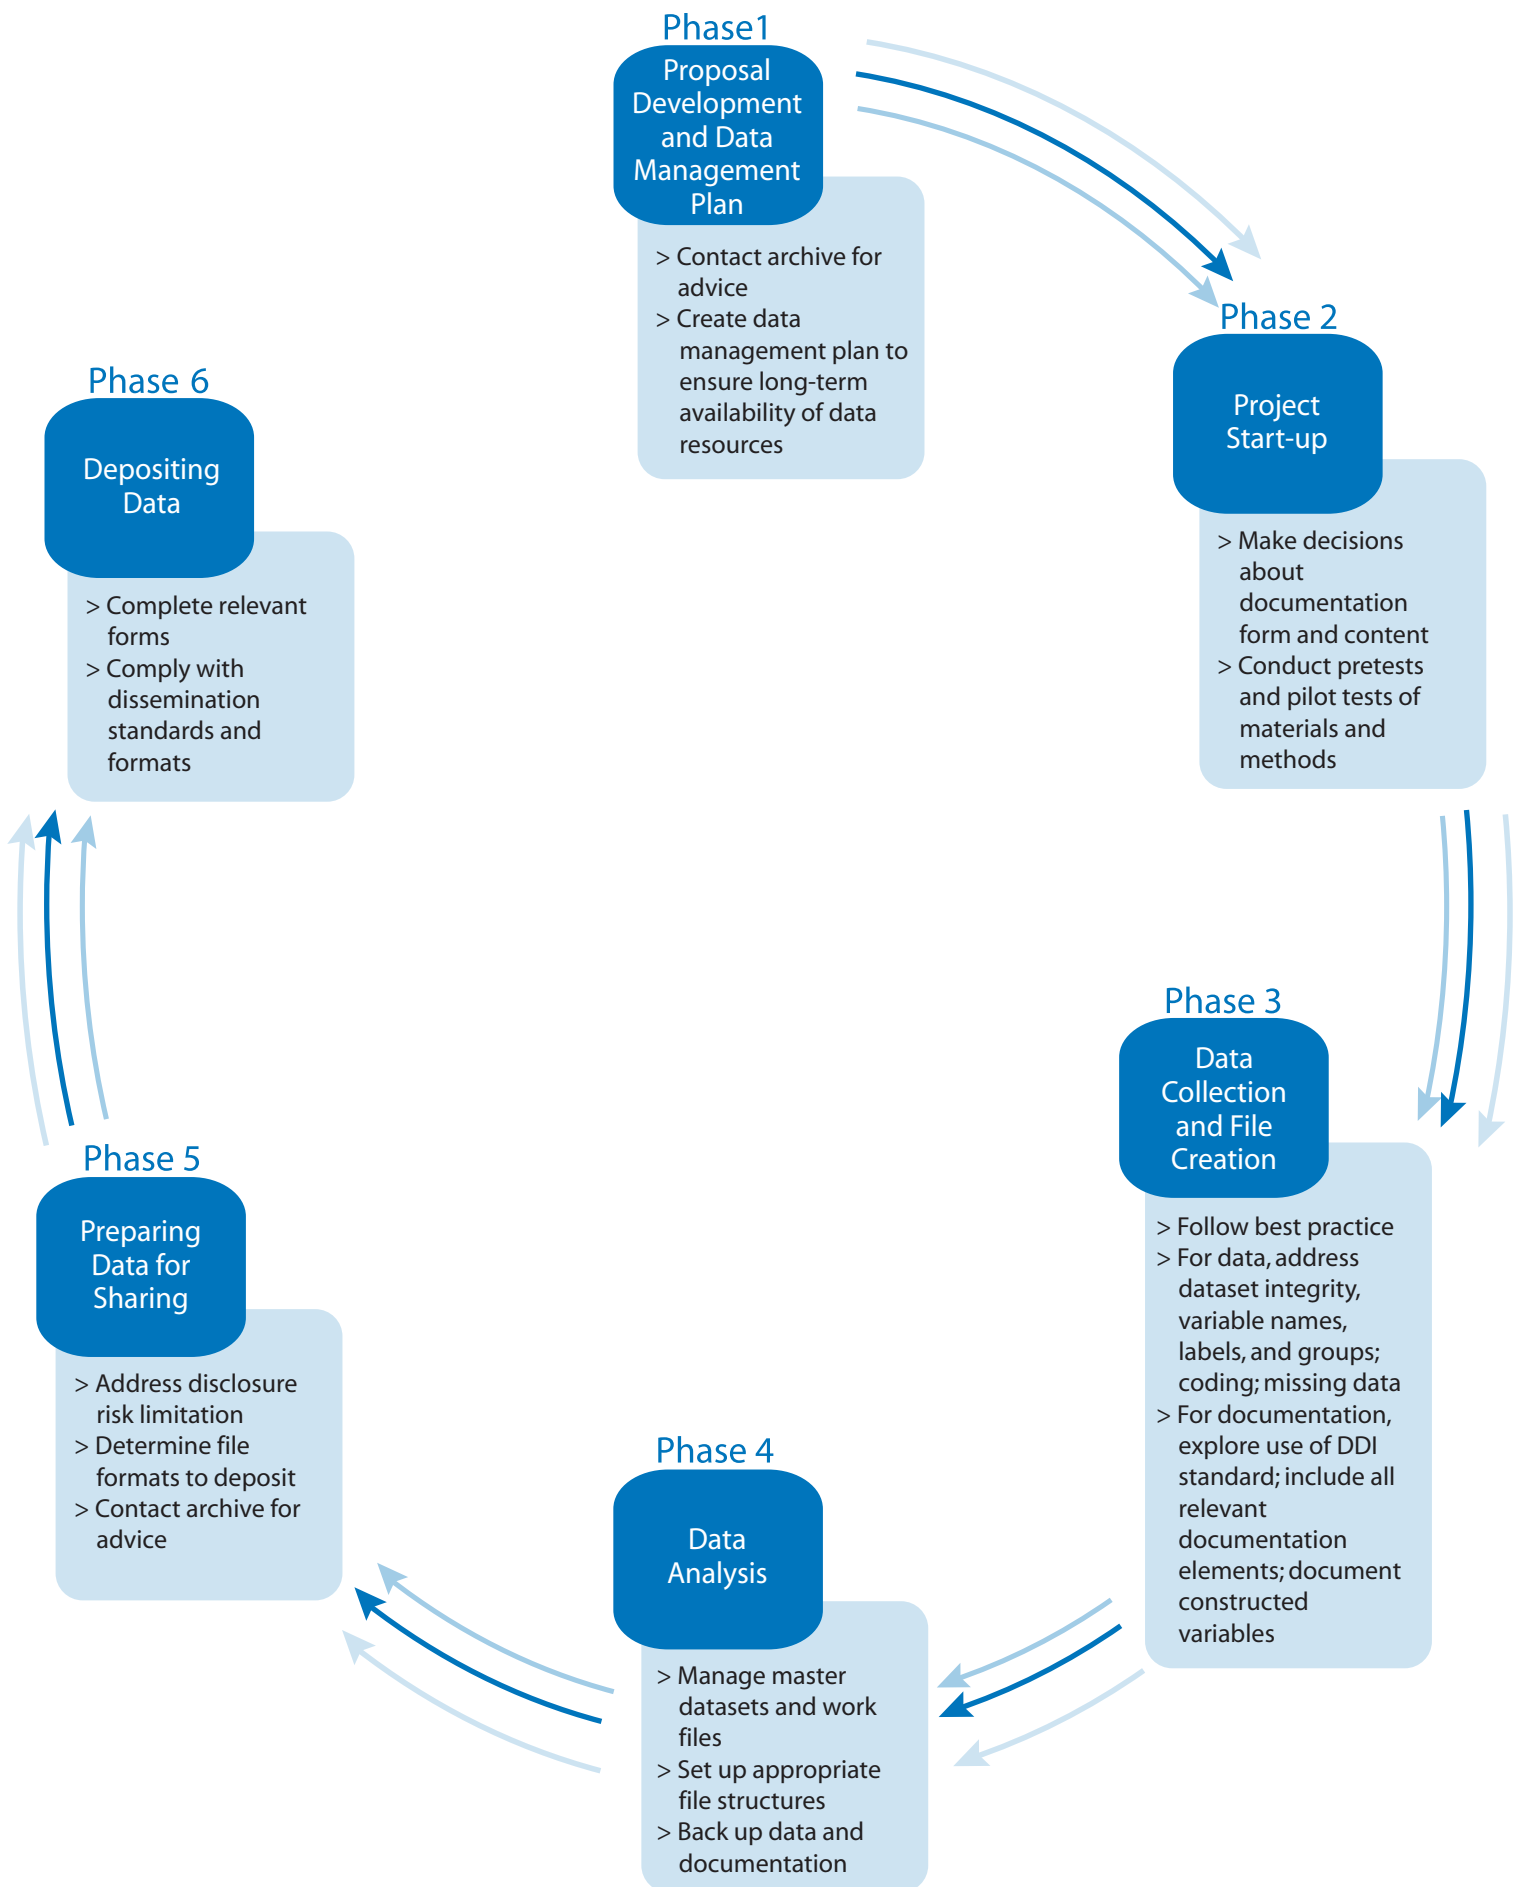 Phase1
Proposal
Development
and Data
Management
Plan
> Contact archive for
advice
> Create data
management plan to
ensure long-term
availability of data
resources
Phase 2
Project
Start-up
> Make decisions
about
documentation
form and content
> Conduct pretests
and pilot tests of
materials and
methods
Phase 3
Data
Collection
and File
Creation
> Follow best practice
> For data, address
dataset integrity,
variable names,
labels, and groups;
coding; missing data
> For documentation,
explore use of DDI
standard; include all
relevant
documentation
elements; document
constructed
variables
Phase 4
Data
Analysis
> Manage master
datasets and work
files
> Set up appropriate
file structures
> Back up data and
documentation
Phase 5
Preparing
Data for
Sharing
> Address disclosure
risk limitation
> Determine file
formats to deposit
> Contact archive for
advice
Phase 6
Depositing
Data
> Complete relevant
forms
> Comply with
dissemination
standards and
formats